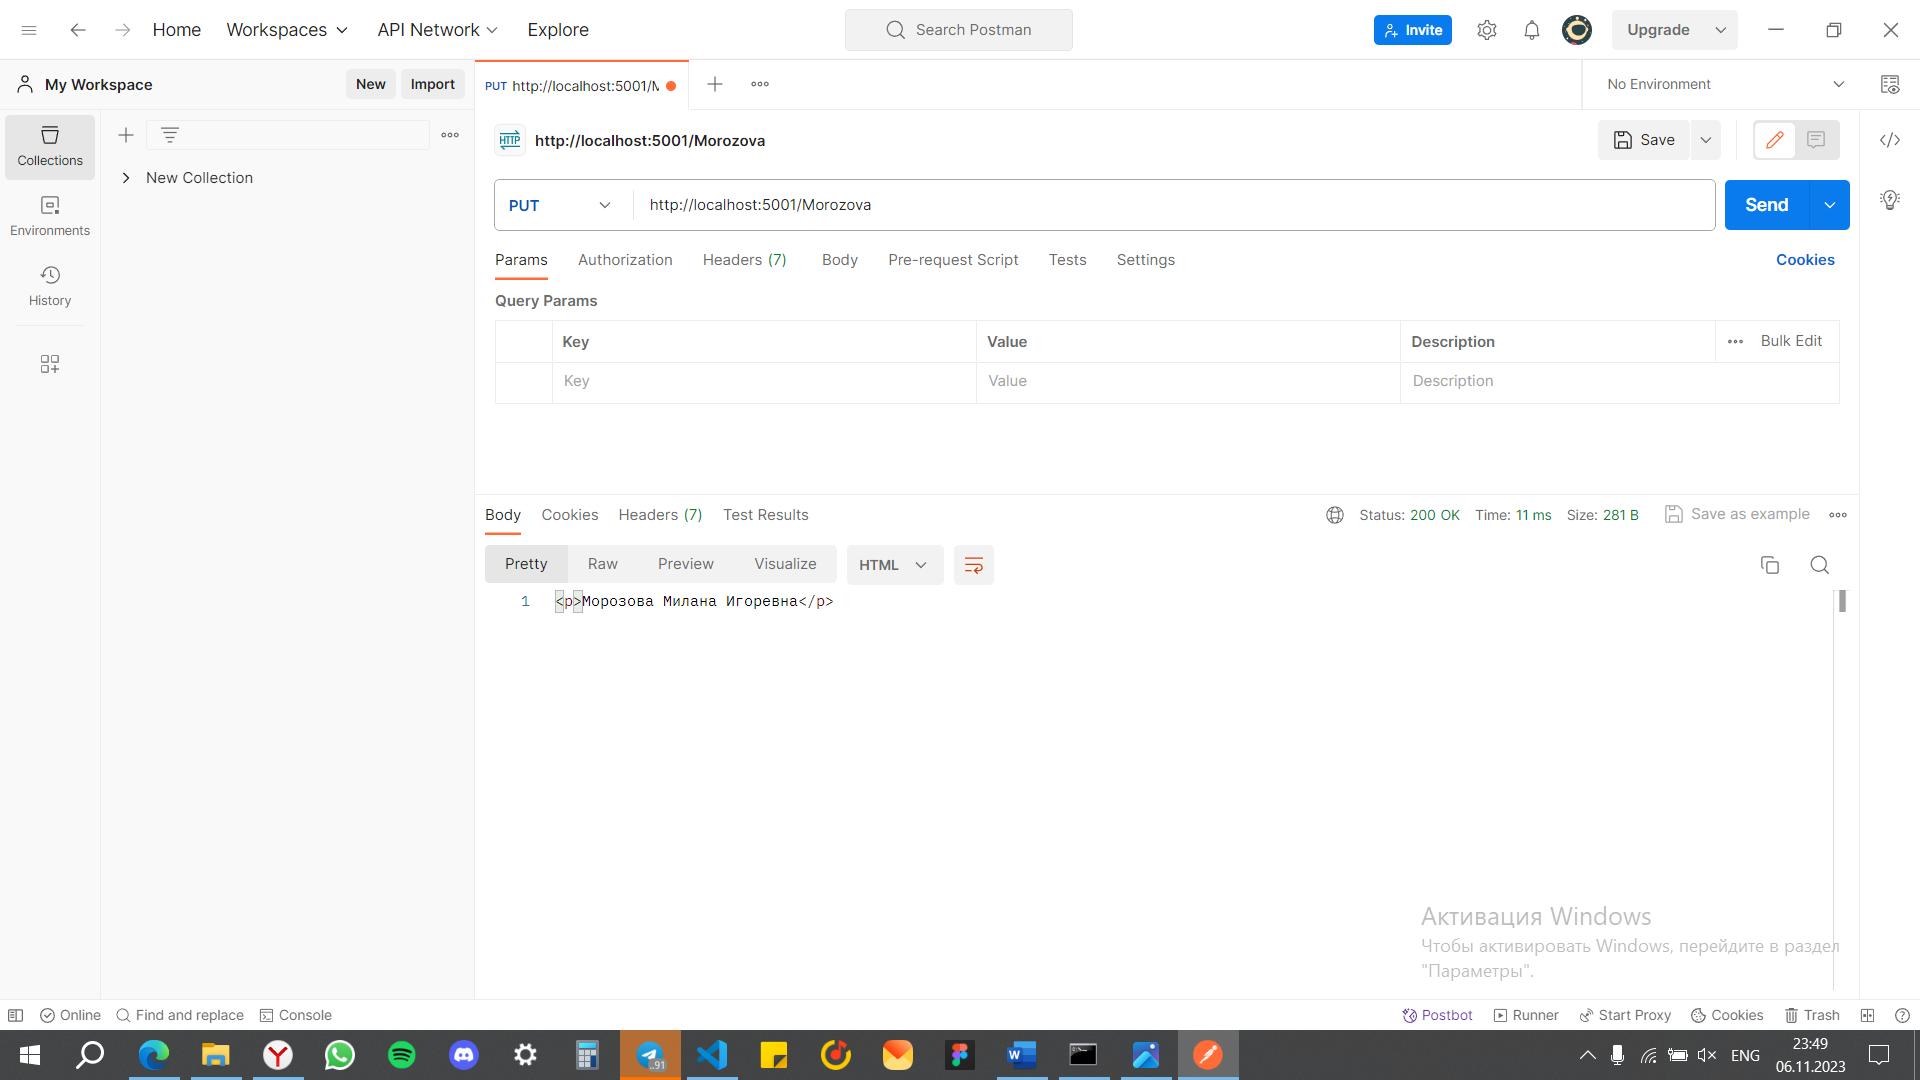 Home Workspaces API Network Explore Search Postman Invite Upgrade
My Workspace New Import PUT http://localhost:5001/M No Environment
HTTP http://localhost:5001/Morozova Save
Collections
New Collection
PUT http://localhost:5001/Morozova Send
Environments
Params Authorization Headers (7) Body Pre-request Script Tests Settings Cookies
History
Query Params
Key Value Description Bulk Edit
Key Value Description
Body Cookies Headers (7) Test Results Status: 200 OK Time: 11 ms Size: 281 B Save as example
Pretty Raw Preview Visualize HTML
1 <p>Морозова Милана Игоревна</p>
Активация Windows
Чтобы активировать Windows, перейдите в раздел
"Параметры".
Online Find and replace Console Postbot Runner Start Proxy Cookies Trash
.91 ENG 23:49
06.11.2023